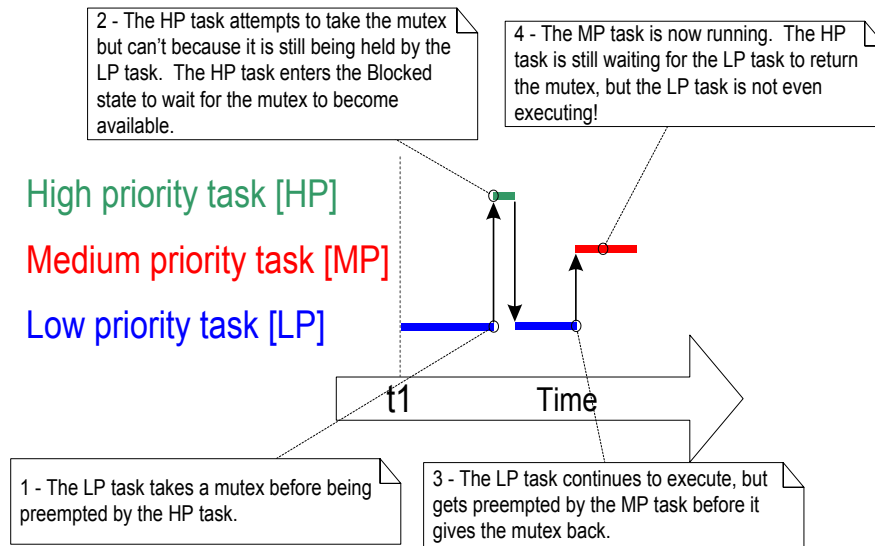 2 - The HP task attempts to take the mutex
but can’t because it is still being held by the
LP task.  The HP task enters the Blocked
state to wait for the mutex to become
available.
4 - The MP task is now running.  The HP
task is still waiting for the LP task to return
the mutex, but the LP task is not even
executing!
High priority task [HP]
Medium priority task [MP]
Low priority task [LP]
t1
Time
1 - The LP task takes a mutex before being
preempted by the HP task.
3 - The LP task continues to execute, but
gets preempted by the MP task before it
gives the mutex back.